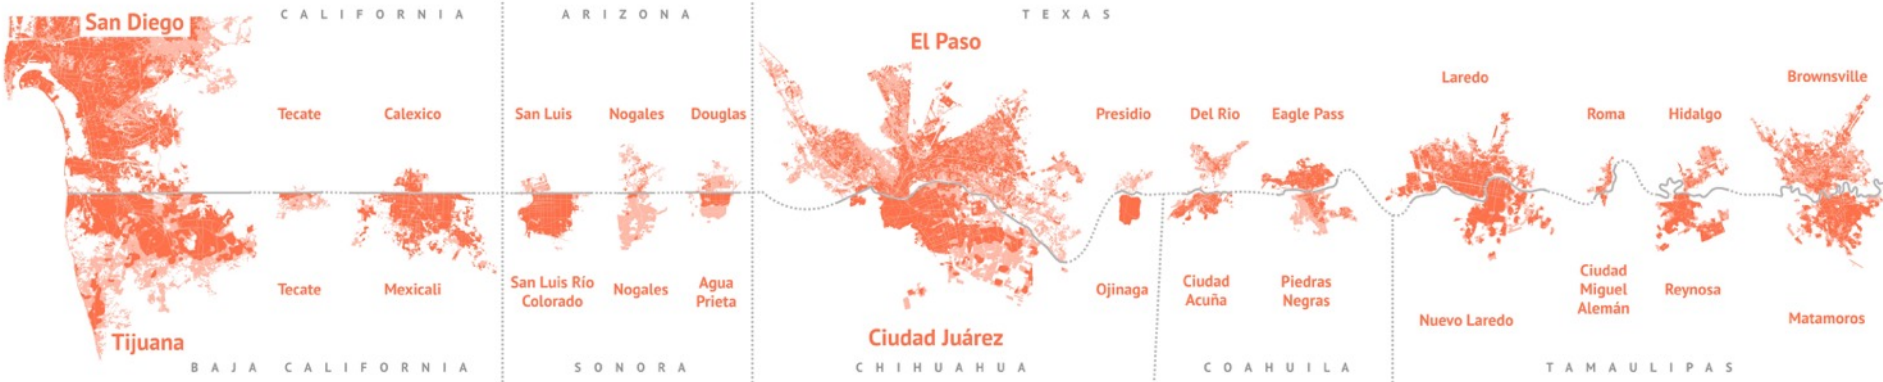 CALIFORNIA
ARIZONA
TEXAS
San Diego
El Paso
Laredo
Brownsville
Tecate
Calexico
San Luis
Nogales
Douglas
Presidio
Del Rio
Eagle Pass
Roma
Hidalgo
Tecate
Mexicali
San Luis Río
Colorado
Nogales
Agua
Prieta
Ojinaga
Ciudad
Acuña
Piedras
Negras
Ciudad
Miguel
Alemán
Reynosa
Nuevo Laredo
Matamoros
Tijuana
Ciudad Juárez
BAJA CALIFORNIA
SONORA
CHIHUAHUA
COAHUILA
TAMAULIPAS